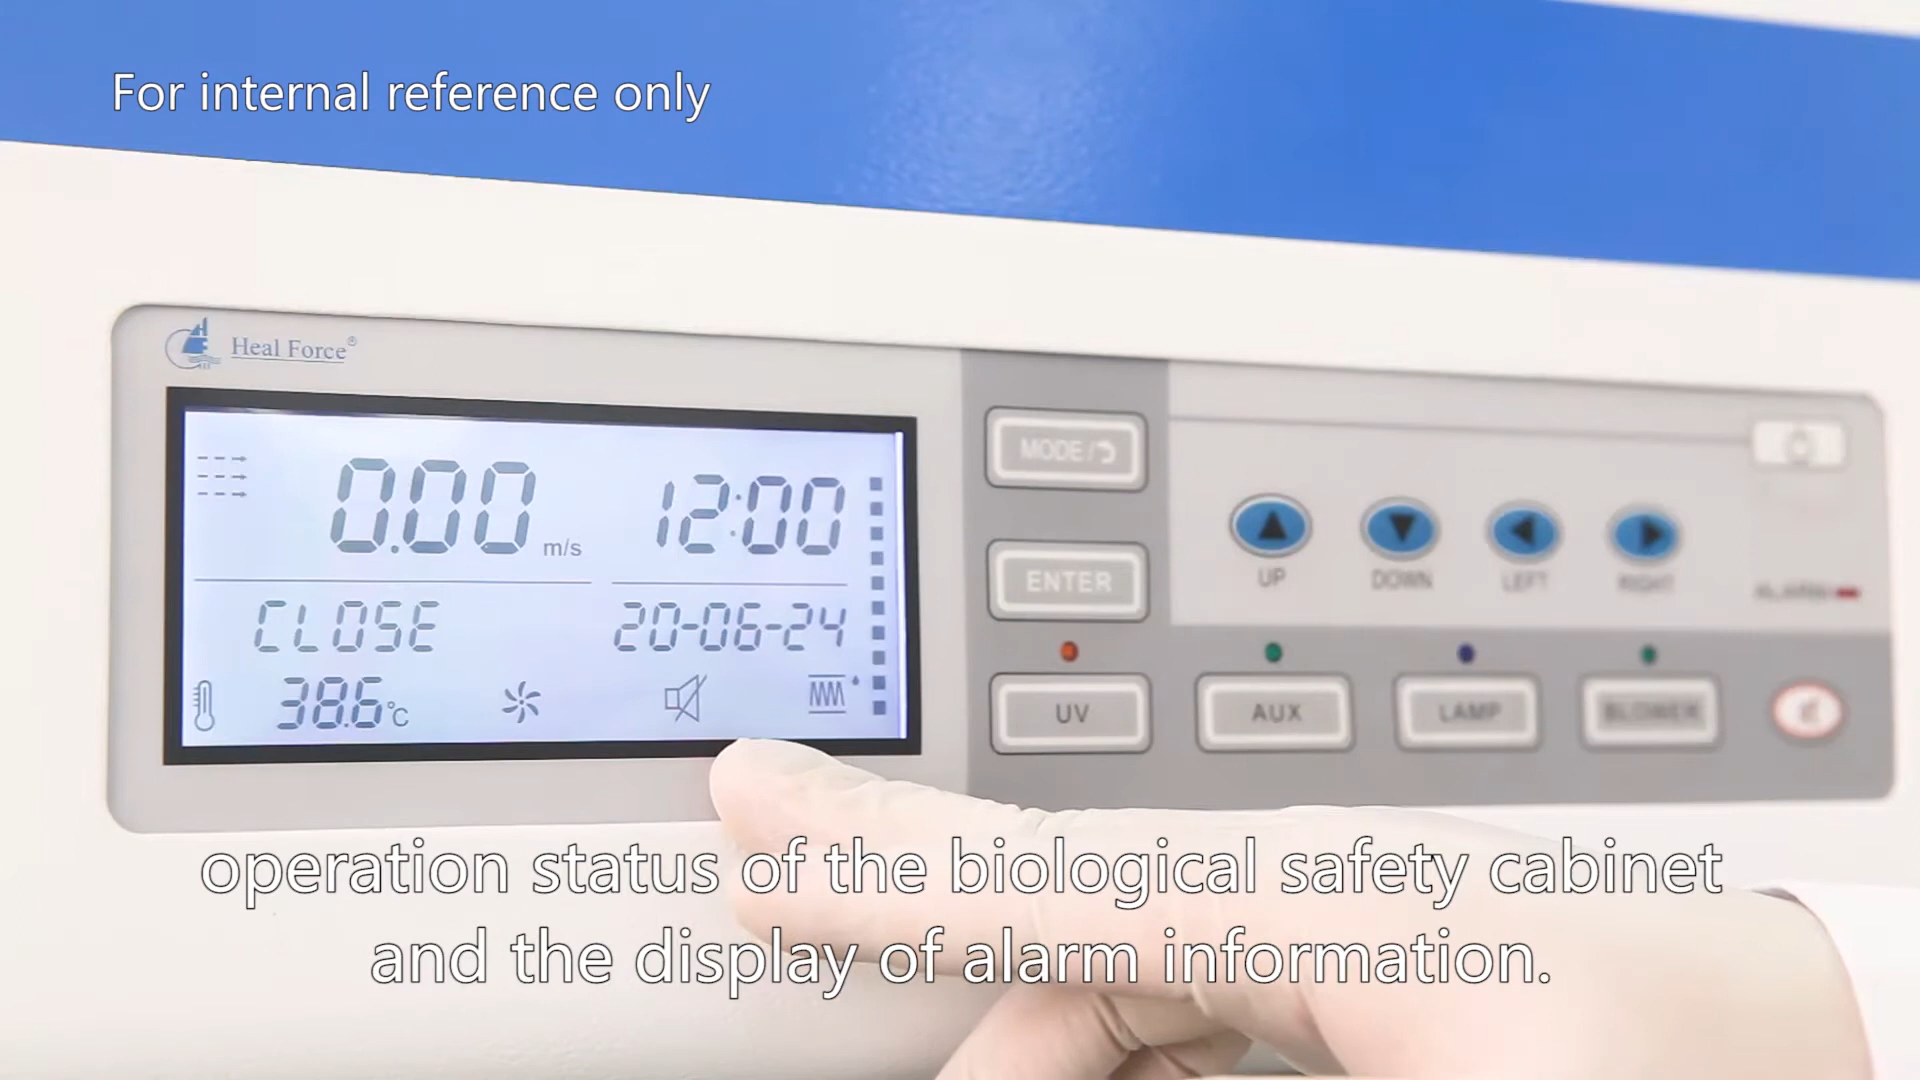 For internal reference only
Heal Force®
0.00 m/s
12:00
CLOSE
20-06-24
38.6°C
MODE/
ENTER
UP
DOWN
LEFT
RIGHT
ALARM
UV
AUX
LAMP
BLOWER
operation status of the biological safety cabinet
and the display of alarm information.